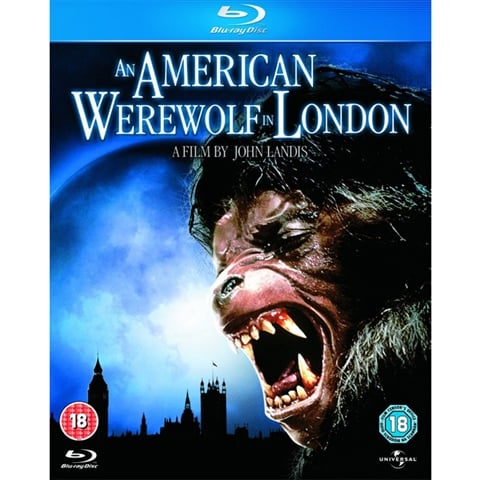 Blu-ray Disc
AN AMERICAN
WEREWOLF IN LONDON
A FILM BY JOHN LANDIS
18
18
Blu-ray Disc
UNIVERSAL